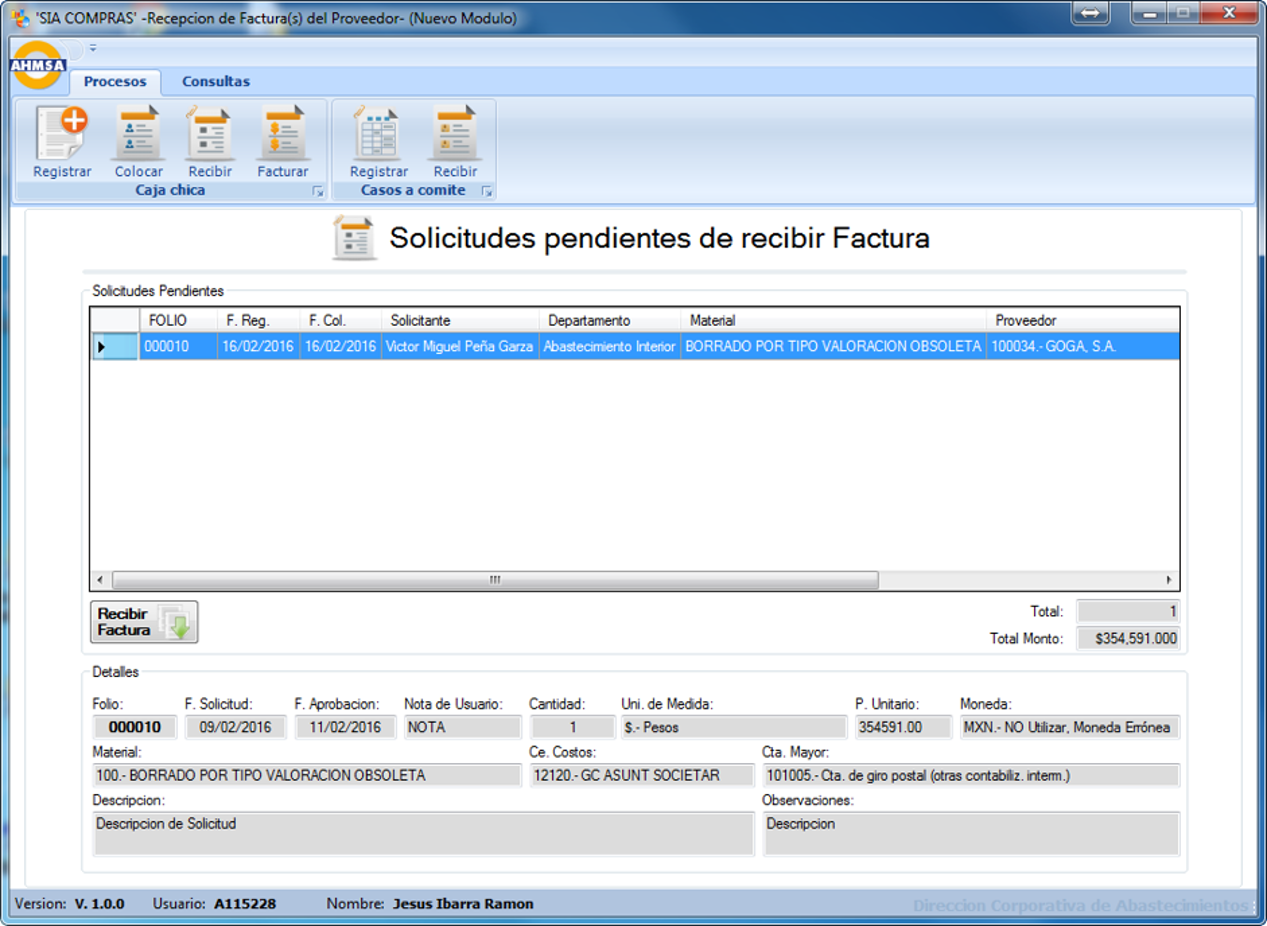 'SIA COMPRAS' -Recepcion de Factura(s) del Proveedor- (Nuevo Modulo)
AHMSA
Procesos Consultas
Registrar Colocar Recibir Facturar Registrar Recibir
Caja chica Casos a comite
Solicitudes pendientes de recibir Factura
Solicitudes Pendientes
FOLIO F. Reg. F. Col. Solicitante Departamento Material Proveedor
000010 16/02/2016 16/02/2016 Victor Miguel Peña Garza Abastecimiento Interior BORRADO POR TIPO VALORACION OBSOLETA 100034.- GOGA, S.A.
Recibir
Factura
Total: 1
Total Monto: $354,591.000
Detalles
Folio: F. Solicitud: F. Aprobacion: Nota de Usuario: Cantidad: Uni. de Medida: P. Unitario: Moneda:
000010 09/02/2016 11/02/2016 NOTA 1 $.- Pesos 354591.00 MXN.- NO Utilizar, Moneda Errónea
Material: Ce. Costos: Cta. Mayor:
100.- BORRADO POR TIPO VALORACION OBSOLETA 12120.- GC ASUNT SOCIETAR 101005.- Cta. de giro postal (otras contabiliz. interm.)
Descripcion: Observaciones:
Descripcion de Solicitud Descripcion
Version: V. 1.0.0 Usuario: A115228 Nombre: Jesus Ibarra Ramon Direccion Corporativa de Abastecimientos